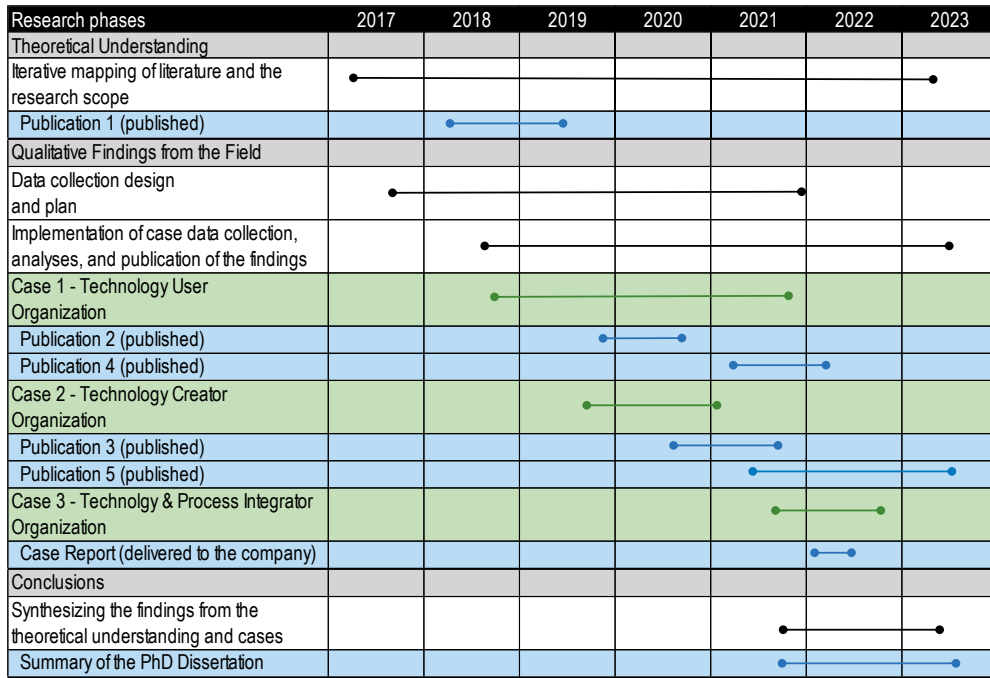 Research phases 2017 2018 2019 2020 2021 2022 2023
Theoretical Understanding
Iterative mapping of literature and the
research scope
Publication 1 (published)
Qualitative Findings from the Field
Data collection design
and plan
Implementation of case data collection,
analyses, and publication of the findings
Case 1 - Technology User
Organization
Publication 2 (published)
Publication 4 (published)
Case 2 - Technology Creator
Organization
Publication 3 (published)
Publication 5 (published)
Case 3 - Technolgy & Process Integrator
Organization
Case Report (delivered to the company)
Conclusions
Synthesizing the findings from the
theoretical understanding and cases
Summary of the PhD Dissertation